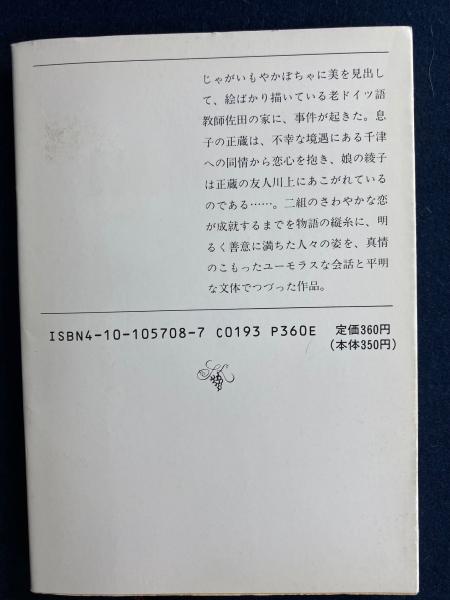 じゃがいもやかぼちゃに美を見出し
て、絵ばかり描いている老ドイツ語
教師佐田の家に、事件が起きた。息
子の正蔵は、不幸な境遇にある千津
への同情から恋心を抱き、娘の綾子
は正蔵の友人川上にあこがれている
のである……。二組のさわやかな恋
が成就するまでを物語の縦糸に、明
るく善意に満ちた人々の姿を、真情
のこもったユーモラスな会話と平明
な文体でつづった作品。
ISBN4-10-105708-7 C0193 P360E 定価360円
(本体350円)